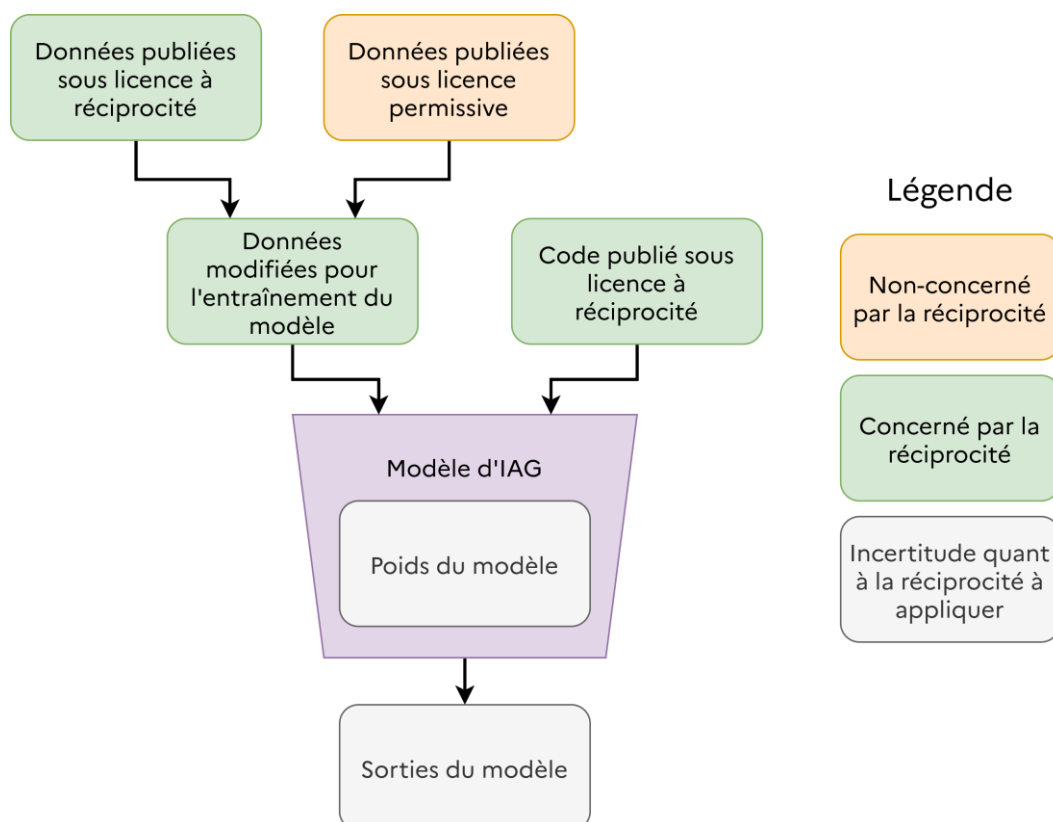 Données publiées
sous licence à
réciprocité
Données publiées
sous licence
permissive
Données
modifiées pour
l'entraînement du
modèle
Code publié sous
licence à
réciprocité
Modèle d'IAG
Poids du modèle
Sorties du modèle
Légende
Non-concerné
par la réciprocité
Concerné par la
réciprocité
Incertitude quant
à la réciprocité à
appliquer